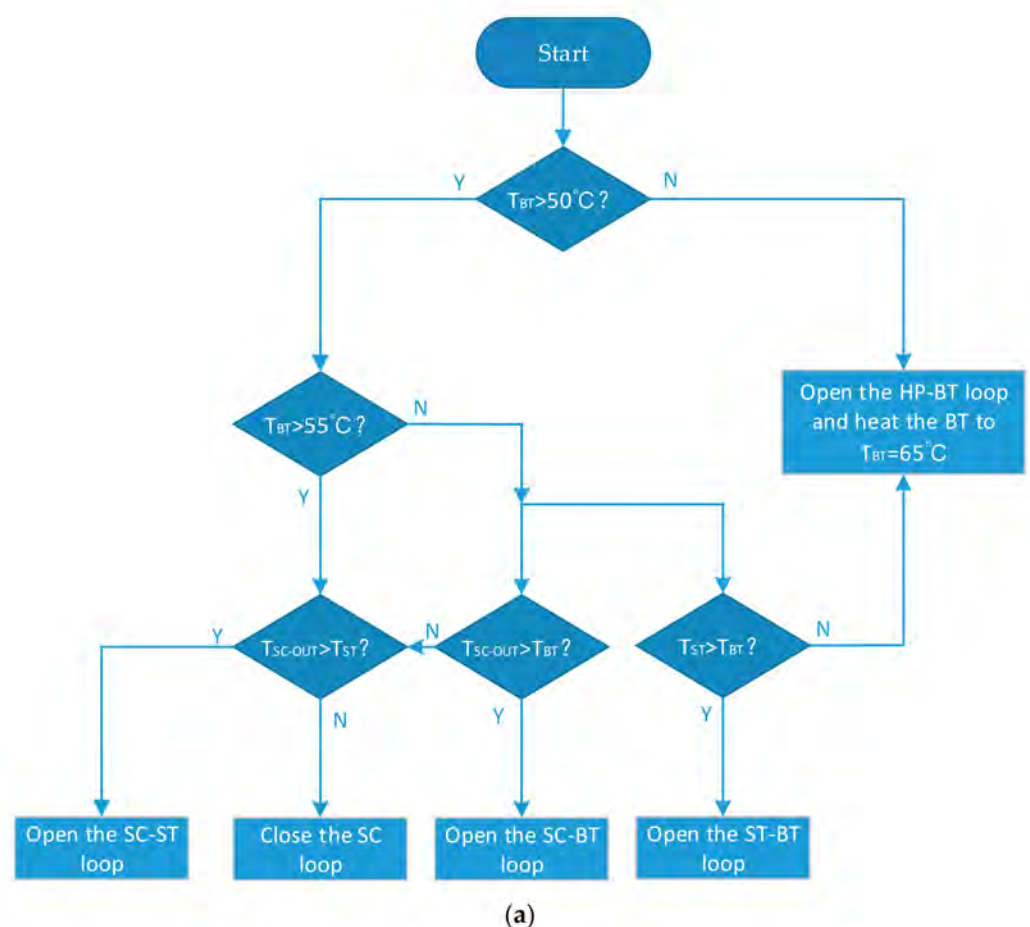 Start
Y
N
TBT>50°C?
Open the HP-BT loop
and heat the BT to
TBT=65°C
TBT>55°C?
N
Y
Y
TSC-OUT>TST?
N
TSC-OUT>TBT?
TST>TBT?
N
N
Y
Y
Open the SC-ST
loop
Close the SC
loop
Open the SC-BT
loop
Open the ST-BT
loop
(a)